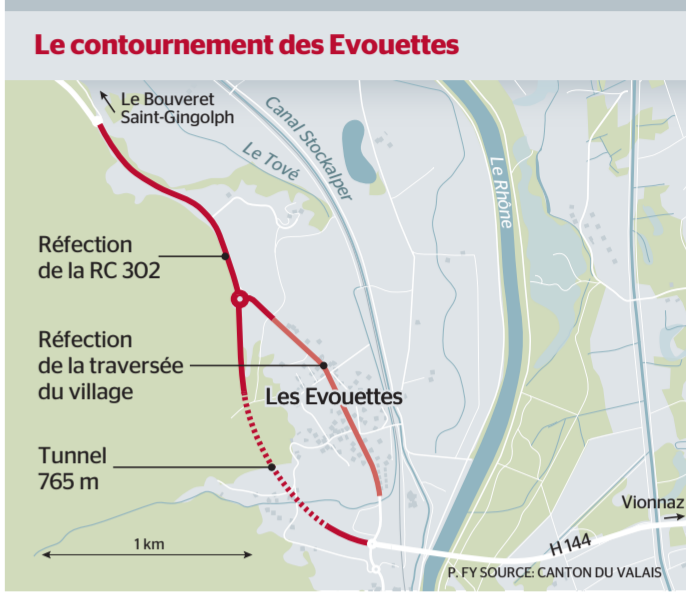 Le contournement des Evouettes
Le Bouveret
Saint-Gingolph
Canal Stockalper
Le Tové
Le Rhône
Réfection
de la RC 302
Réfection
de la traversée
du village
Les Evouettes
Tunnel
765 m
Vionnaz
1 km
H 144
P. FY SOURCE: CANTON DU VALAIS